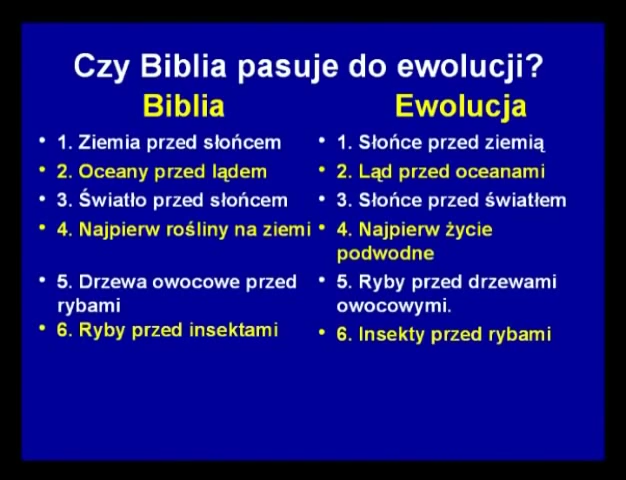 Czy Biblia pasuje do ewolucji?
Biblia
• 1. Ziemia przed słońcem
• 2. Oceany przed lądem
• 3. Światło przed słońcem
• 4. Najpierw rośliny na ziemi
• 5. Drzewa owocowe przed
rybami
• 6. Ryby przed insektami
Ewolucja
• 1. Słońce przed ziemią
• 2. Ląd przed oceanami
• 3. Słońce przed światłem
• 4. Najpierw życie
podwodne
• 5. Ryby przed drzewami
owocowymi.
• 6. Insekty przed rybami